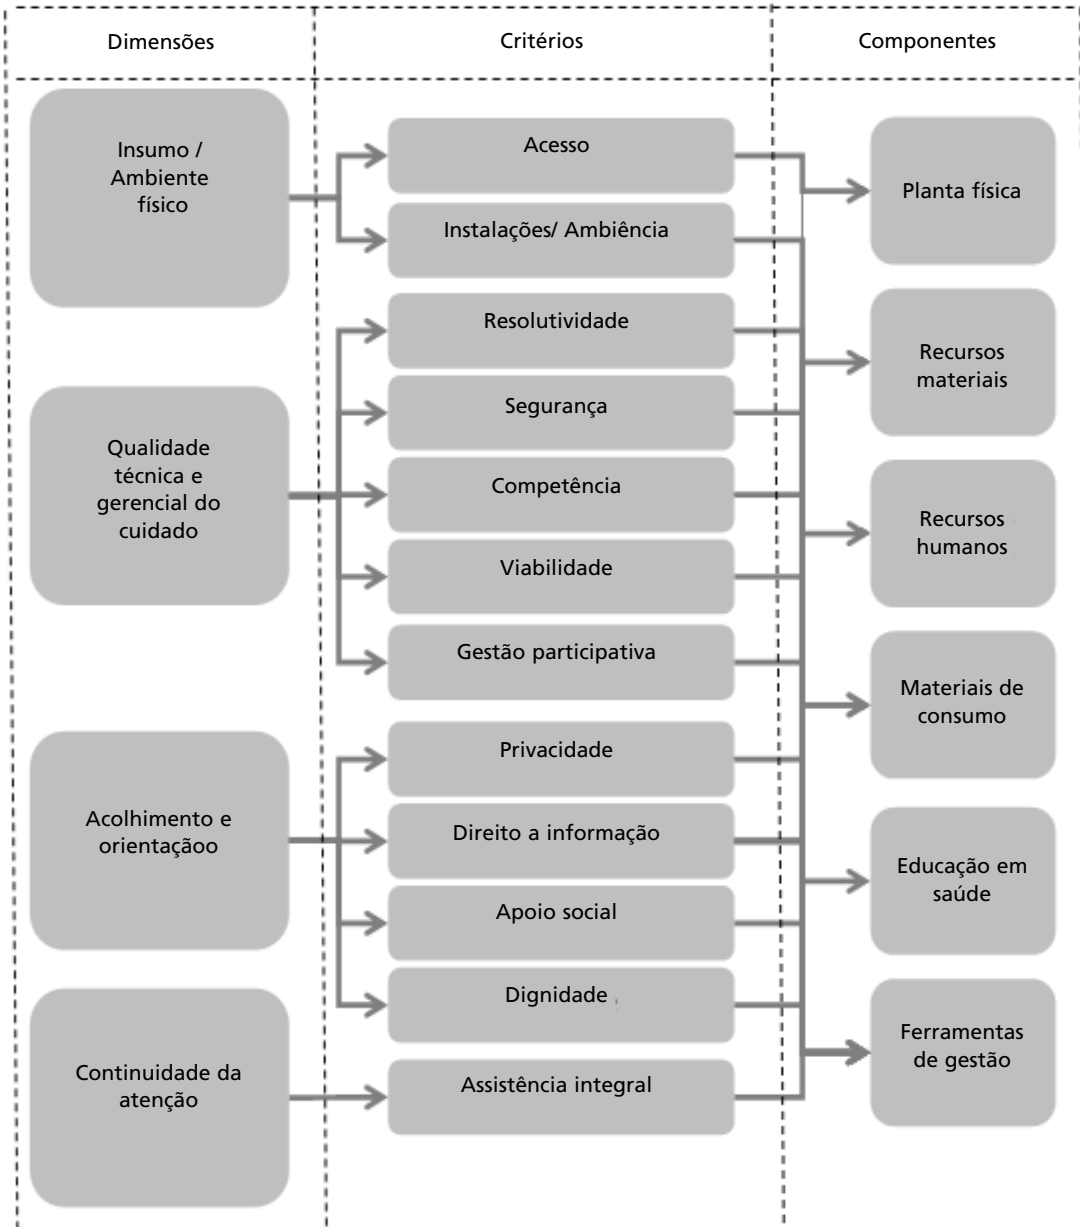 Dimensões
Critérios
Componentes
Insumo /
Ambiente
físico
Qualidade
técnica e
gerencial do
cuidado
Acolhimento e
orientaçãoo
Continuidade da
atenção
Acesso
Instalações/ Ambiência
Resolutividade
Segurança
Competência
Viabilidade
Gestão participativa
Privacidade
Direito a informação
Apoio social
Dignidade
Assistência integral
Planta física
Recursos
materiais
Recursos
humanos
Materiais de
consumo
Educação em
saúde
Ferramentas
de gestão